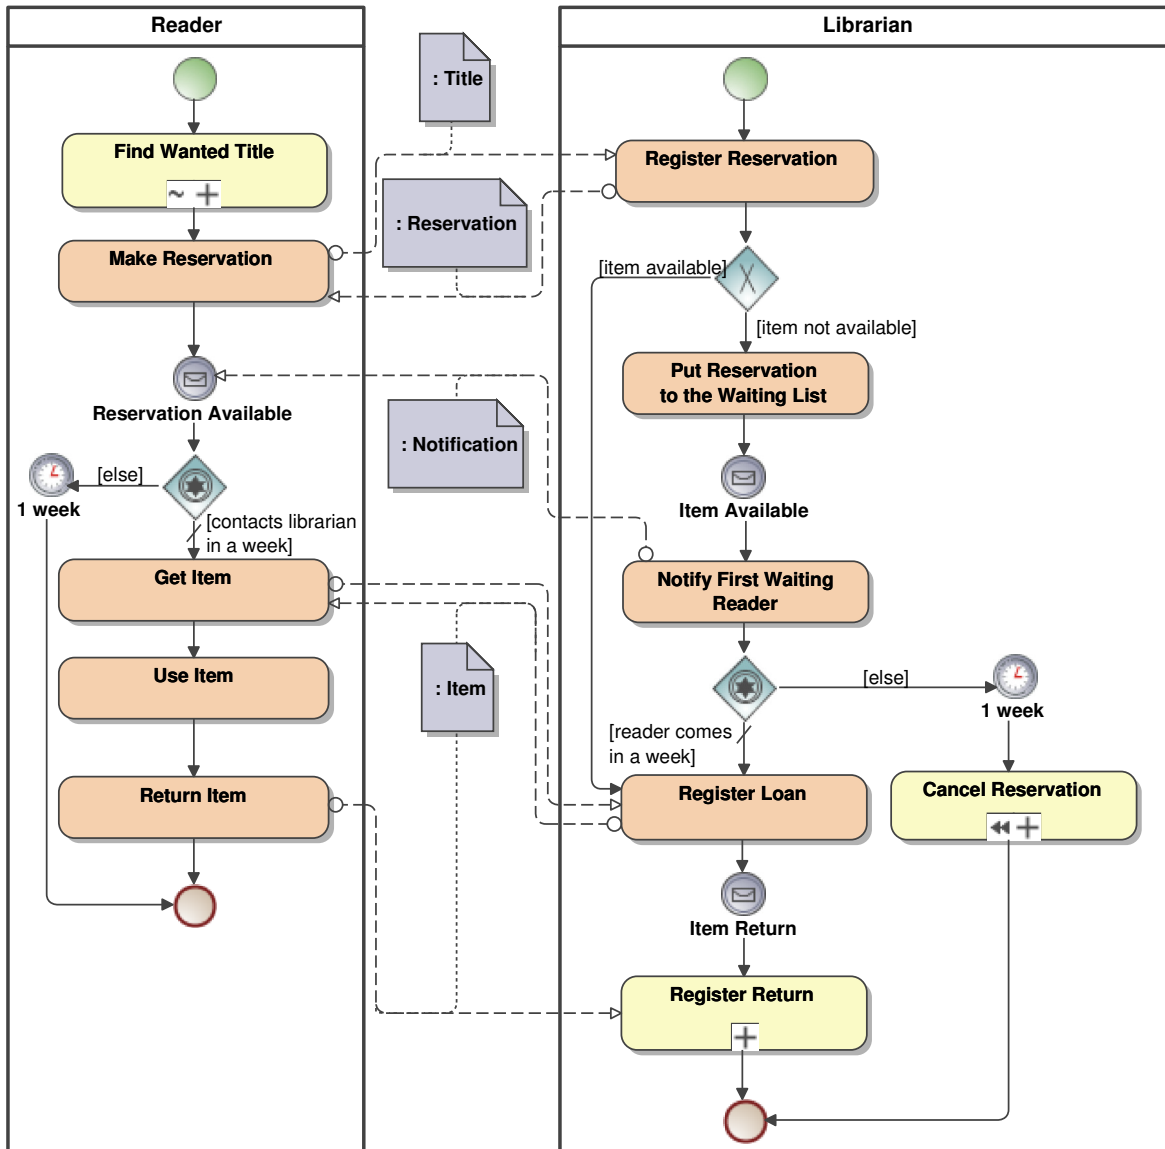 Reader
Librarian
: Title
Find Wanted Title
Register Reservation
: Reservation
Make Reservation
[item available]
[item not available]
Put Reservation
to the Waiting List
Reservation Available
: Notification
[else]
1 week
Item Available
[contacts librarian
in a week]
Get Item
Notify First Waiting
Reader
Use Item
: Item
[else]
1 week
[reader comes
in a week]
Return Item
Register Loan
Cancel Reservation
Item Return
Register Return